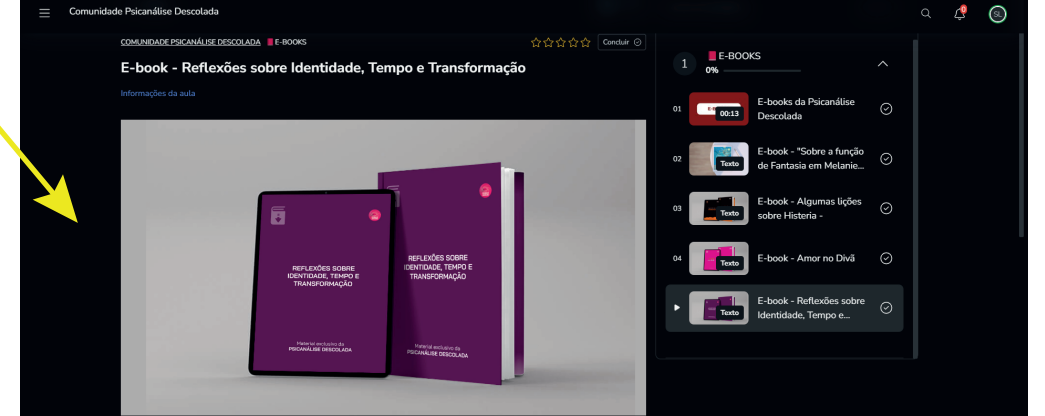 Comunidade Psicanálise Descolada
0
SL
COMUNIDADE PSICANÁLISE DESCOLADA E-BOOKS
Concluir
E-book - Reflexões sobre Identidade, Tempo e Transformação
Informações da aula
REFLEXÕES SOBRE
IDENTIDADE, TEMPO E
TRANSFORMAÇÃO
Material exclusivo da
PSICANÁLISE DESCOLADA
REFLEXÕES SOBRE
IDENTIDADE, TEMPO E
TRANSFORMAÇÃO
Material exclusivo da
PSICANÁLISE DESCOLADA
1
E-BOOKS
0%
01
00:13
E-books da Psicanálise
Descolada
02
Texto
E-book - "Sobre a função
de Fantasia em Melanie...
03
Texto
E-book - Algumas lições
sobre Histeria -
04
Texto
E-book - Amor no Divã
Texto
E-book - Reflexões sobre
Identidade, Tempo e...